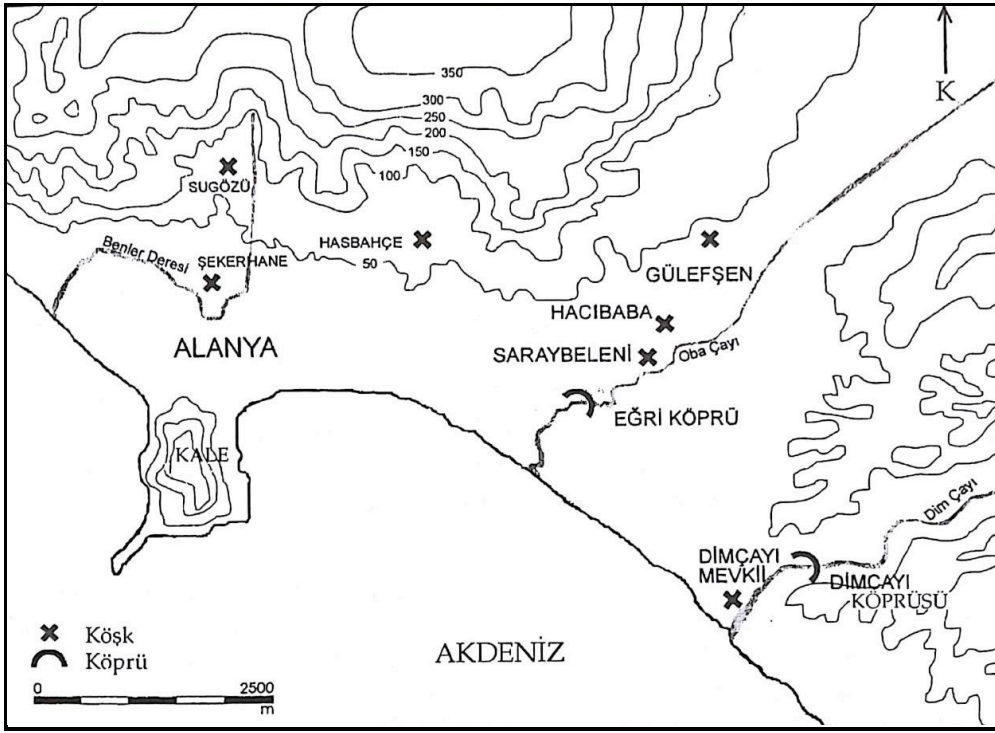 350
300
250
200
150
100
K
SUGÖZÜ
HASBAHÇE
50
Benler Deresi
ŞEKERHANE
GÜLEFŞEN
HACIBABA
ALANYA
SARAYBELENİ
Oba Çayı
EĞRİ KÖPRÜ
KALE
Dim Çayı
DİMÇAYI
MEVKİİ
DİMÇAYI
KÖPRÜSÜ
Köşk
Köprü
AKDENİZ
0 2500
m